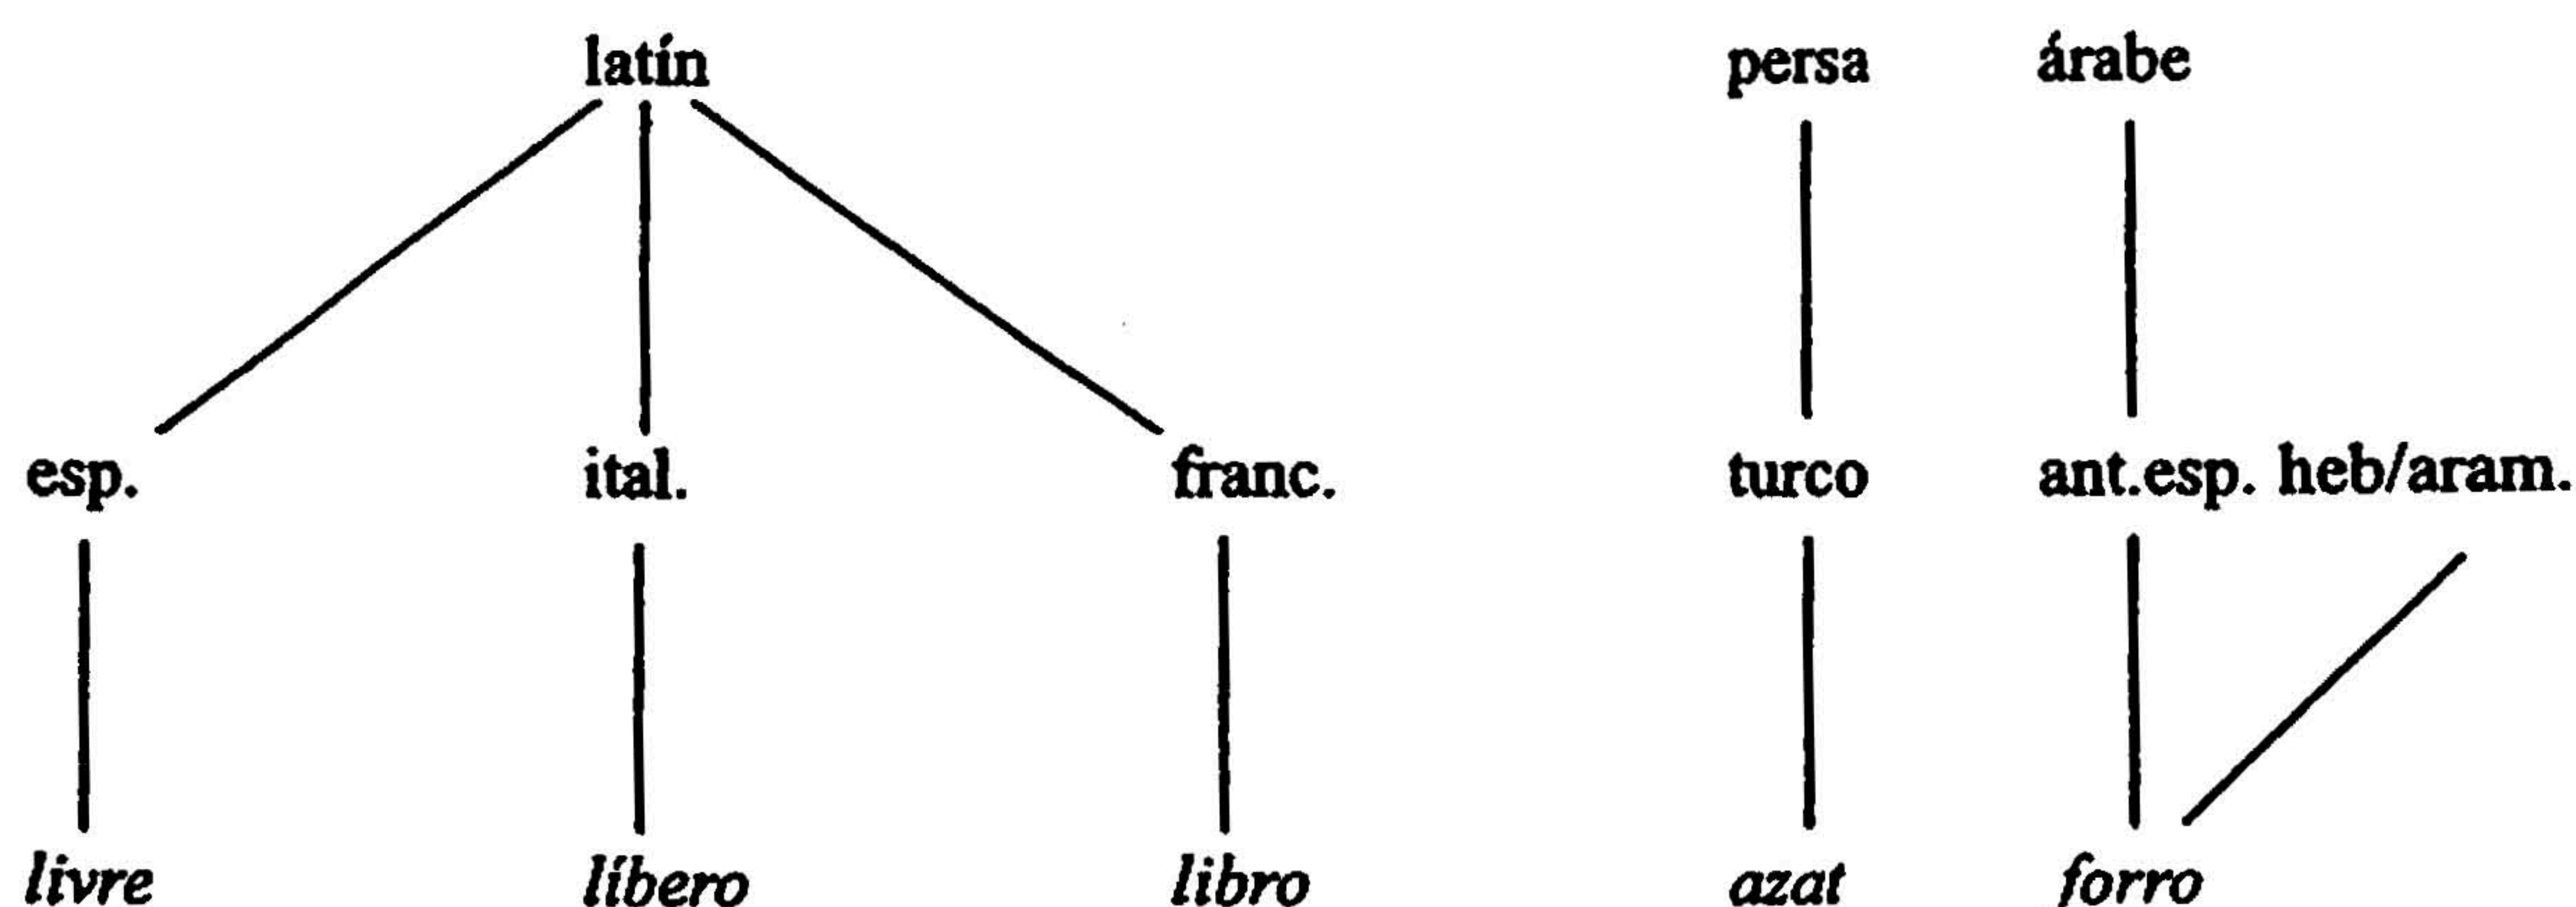 latín persa árabe
esp. ital. franc. turco ant.esp. heb/aram.
livre líbero libro azat forro